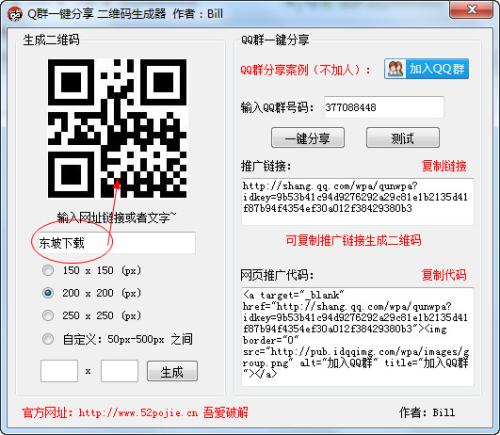 Q群一键分享 二维码生成器 作者：Bill
生成二维码
输入网址链接或者文字~
东坡下载
150 x 150 (px)
200 x 200 (px)
250 x 250 (px)
自定义：50px-500px 之间
x
生成
QQ群一键分享
QQ群分享案例（不加人）：
加入QQ群
输入QQ群号码：
377088448
一键分享
测试
推广链接：
复制链接
http://shang.qq.com/wpa/qunwpa?
idkey=9b53b41c94d9276292a29c81e1b2135d41
f87b94f4354ef30a012f38429380b3
可复制推广链接生成二维码
网页推广代码：
复制代码
<a target="_blank"
href="http://shang.qq.com/wpa/qunwpa?
idkey=9b53b41c94d9276292a29c81e1b2135d41
f87b94f4354ef30a012f38429380b3"><img
border="0"
src="http://pub.idqqimg.com/wpa/images/g
roup.png" alt="加入QQ群" title="加入QQ群
"></a>
官方网址：http://www.52pojie.cn 吾爱破解
作者：Bill